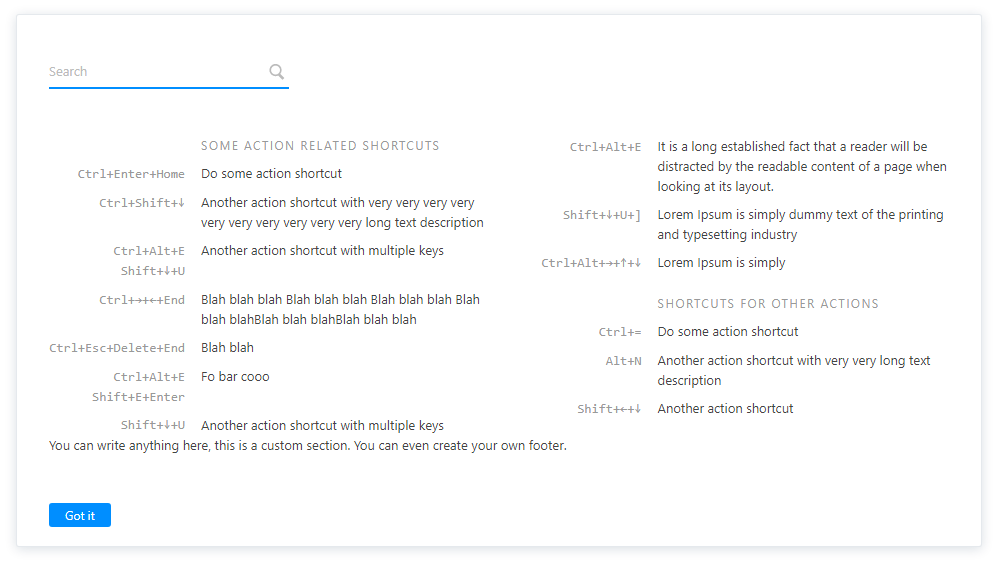 Search
SOME ACTION RELATED SHORTCUTS
Ctrl+Enter+Home Do some action shortcut
Ctrl+Shift+↓ Another action shortcut with very very very very
very very very very very very long text description
Ctrl+Alt+E Another action shortcut with multiple keys
Shift+↓+U
Ctrl+→+←+End Blah blah blah Blah blah blah Blah blah blah Blah
blah blahBlah blah blahBlah blah blah
Ctrl+Esc+Delete+End Blah blah
Ctrl+Alt+E Fo bar cooo
Shift+E+Enter
Shift+↓+U Another action shortcut with multiple keys
Ctrl+Alt+E It is a long established fact that a reader will be
distracted by the readable content of a page when
looking at its layout.
Shift+↓+U+] Lorem Ipsum is simply dummy text of the printing
and typesetting industry
Ctrl+Alt+→+↑+↓ Lorem Ipsum is simply
SHORTCUTS FOR OTHER ACTIONS
Ctrl+= Do some action shortcut
Alt+N Another action shortcut with very very long text
description
Shift+←+↓ Another action shortcut
You can write anything here, this is a custom section. You can even create your own footer.
Got it